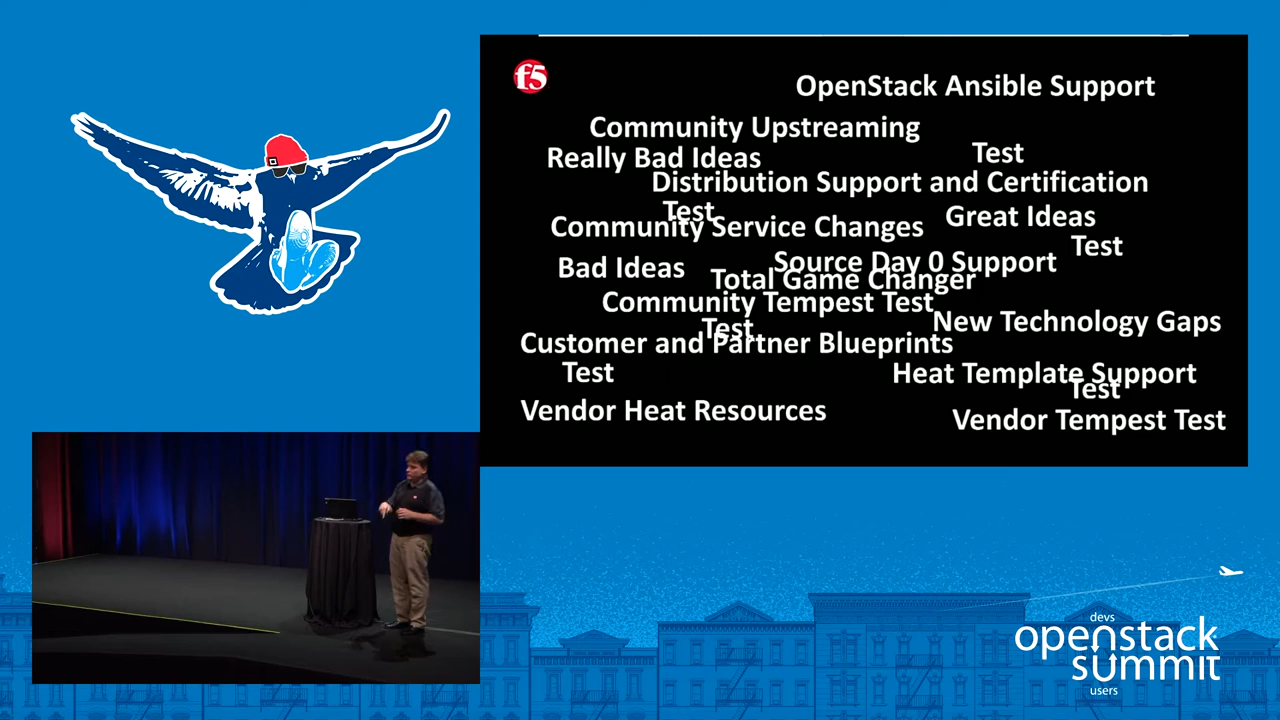 f5
OpenStack Ansible Support
Community Upstreaming
Really Bad Ideas
Test
Distribution Support and Certification
Test
Community Service Changes
Great Ideas
Test
Bad Ideas
Source Day 0 Support
Total Game Changer
Community Tempest Test
Test
New Technology Gaps
Customer and Partner Blueprints
Test
Heat Template Support
Test
Vendor Heat Resources
Vendor Tempest Test
devs
openstack
summit
users